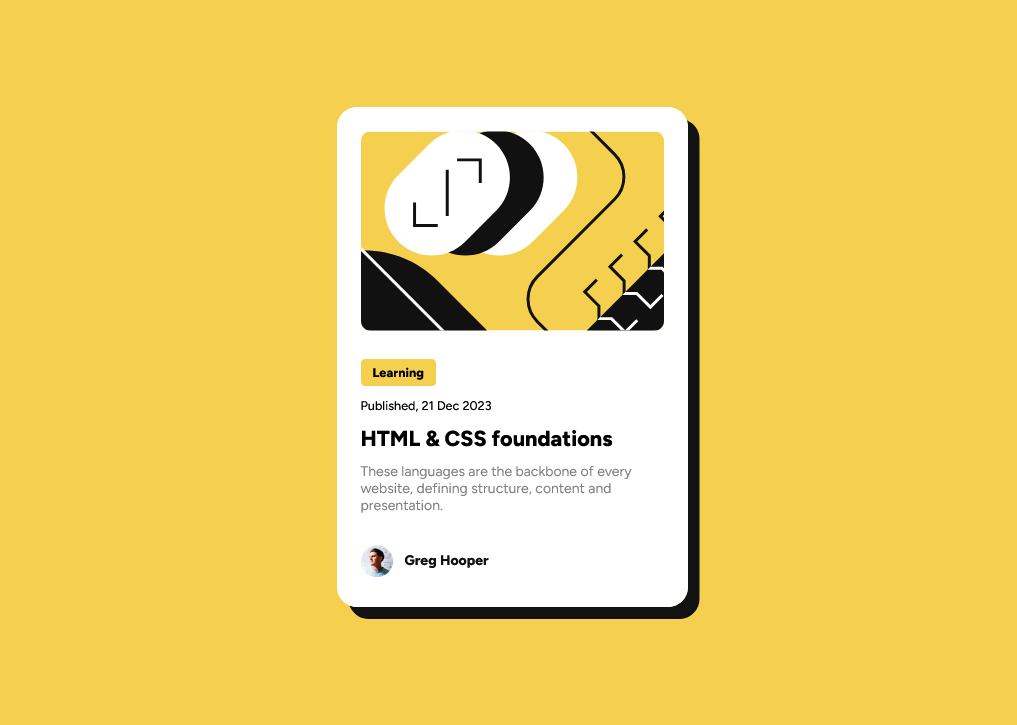 Learning
Published, 21 Dec 2023
HTML & CSS foundations
These languages are the backbone of every
website, defining structure, content and
presentation.
Greg Hooper